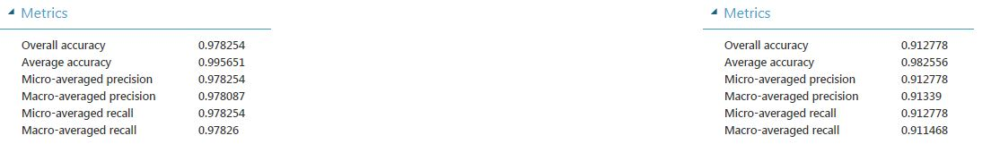 Metrics
Overall accuracy 0.978254
Average accuracy 0.995651
Micro-averaged precision 0.978254
Macro-averaged precision 0.978087
Micro-averaged recall 0.978254
Macro-averaged recall 0.97826
Metrics
Overall accuracy 0.912778
Average accuracy 0.982556
Micro-averaged precision 0.912778
Macro-averaged precision 0.91339
Micro-averaged recall 0.912778
Macro-averaged recall 0.911468